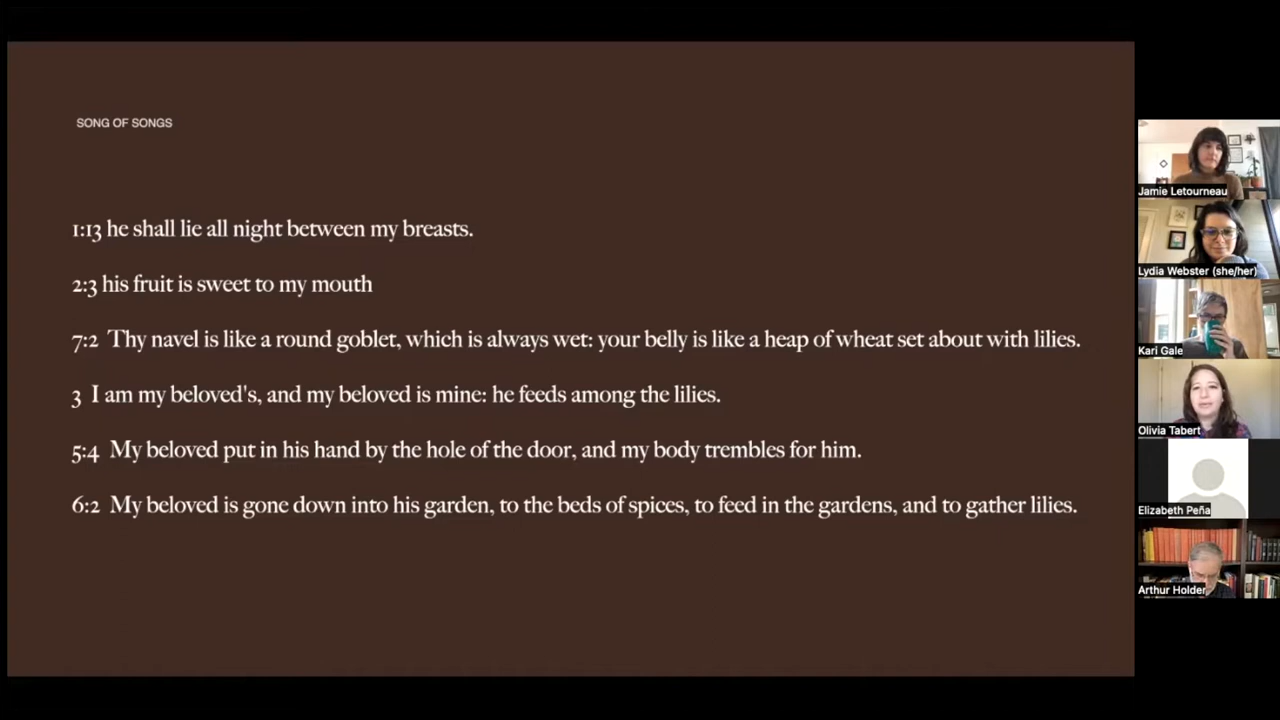 SONG OF SONGS
1:13 he shall lie all night between my breasts.
2:3 his fruit is sweet to my mouth
7:2 Thy navel is like a round goblet, which is always wet: your belly is like a heap of wheat set about with lilies.
3 I am my beloved's, and my beloved is mine: he feeds among the lilies.
5:4 My beloved put in his hand by the hole of the door, and my body trembles for him.
6:2 My beloved is gone down into his garden, to the beds of spices, to feed in the gardens, and to gather lilies.
Jamie Letourneau
Lydia Webster (she/her)
Kari Gale
Olivia Tabert
Elizabeth Peña
Arthur Holder